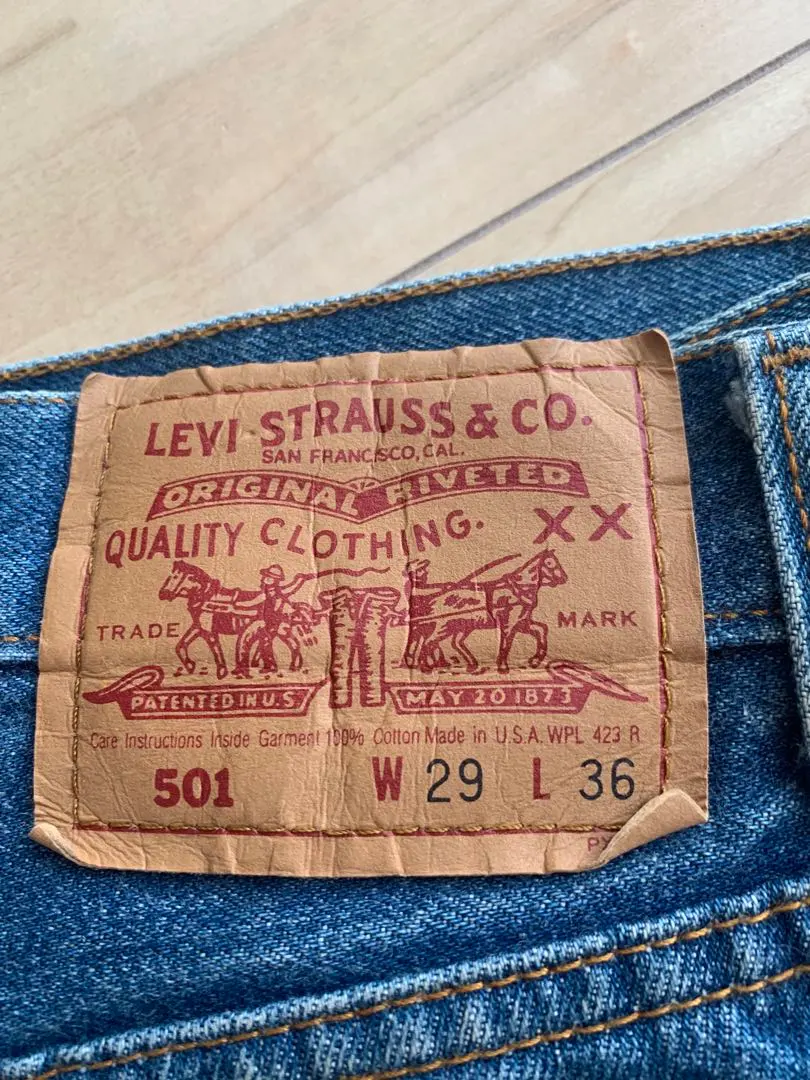 LEVI STRAUSS & CO.
SAN FRANCISCO, CAL.
ORIGINAL RIVETED
QUALITY CLOTHING. XX
TRADE MARK
PATENTED IN U.S MAY 20 1873
Care Instructions Inside Garment 100% Cotton Made in U.S.A. WPL 423 R
501 W 29 L 36